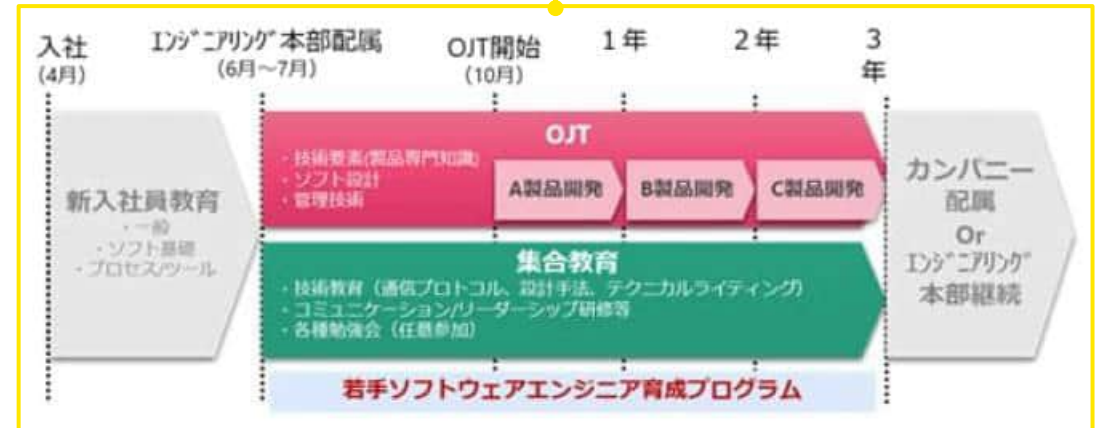 入社
(4月)
ｴﾝｼﾞﾆｱﾘﾝｸﾞ本部配属
(6月～7月)
OJT開始
(10月)
1年
2年
3
年
新入社員教育
・一般
・ソフト基礎
・プロセス/ツール
OJT
・技術要素(製品専門知識)
・ソフト設計
・管理技術
A製品開発
B製品開発
C製品開発
集合教育
・技術教育（通信プロトコル、設計手法、テクニカルライティング）
・コミュニケーション/リーダーシップ研修等
・各種勉強会（任意参加）
カンパニー
配属
Or
ｴﾝｼﾞﾆｱﾘﾝｸﾞ
本部継続
若手ソフトウェアエンジニア育成プログラム